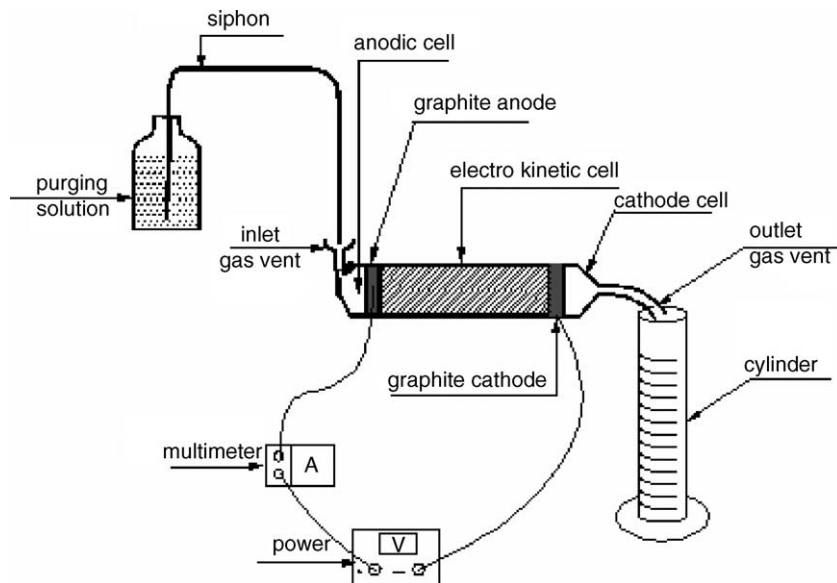 siphon
anodic cell
graphite anode
electro kinetic cell
cathode cell
purging
solution
inlet
gas vent
outlet
gas vent
graphite cathode
cylinder
multimeter
A
power
V